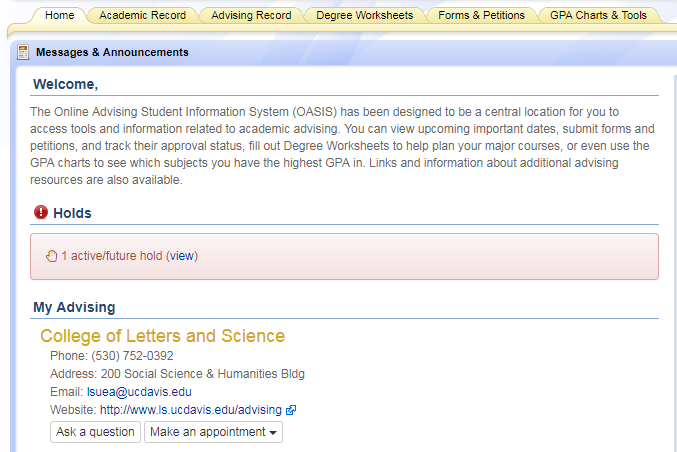 Home Academic Record Advising Record Degree Worksheets Forms & Petitions GPA Charts & Tools
Messages & Announcements
Welcome,
The Online Advising Student Information System (OASIS) has been designed to be a central location for you to
access tools and information related to academic advising. You can view upcoming important dates, submit forms and
petitions, and track their approval status, fill out Degree Worksheets to help plan your major courses, or even use the
GPA charts to see which subjects you have the highest GPA in. Links and information about additional advising
resources are also available.
Holds
1 active/future hold (view)
My Advising
College of Letters and Science
Phone: (530) 752-0392
Address: 200 Social Science & Humanities Bldg
Email: lsuea@ucdavis.edu
Website: http://www.ls.ucdavis.edu/advising
Ask a question Make an appointment